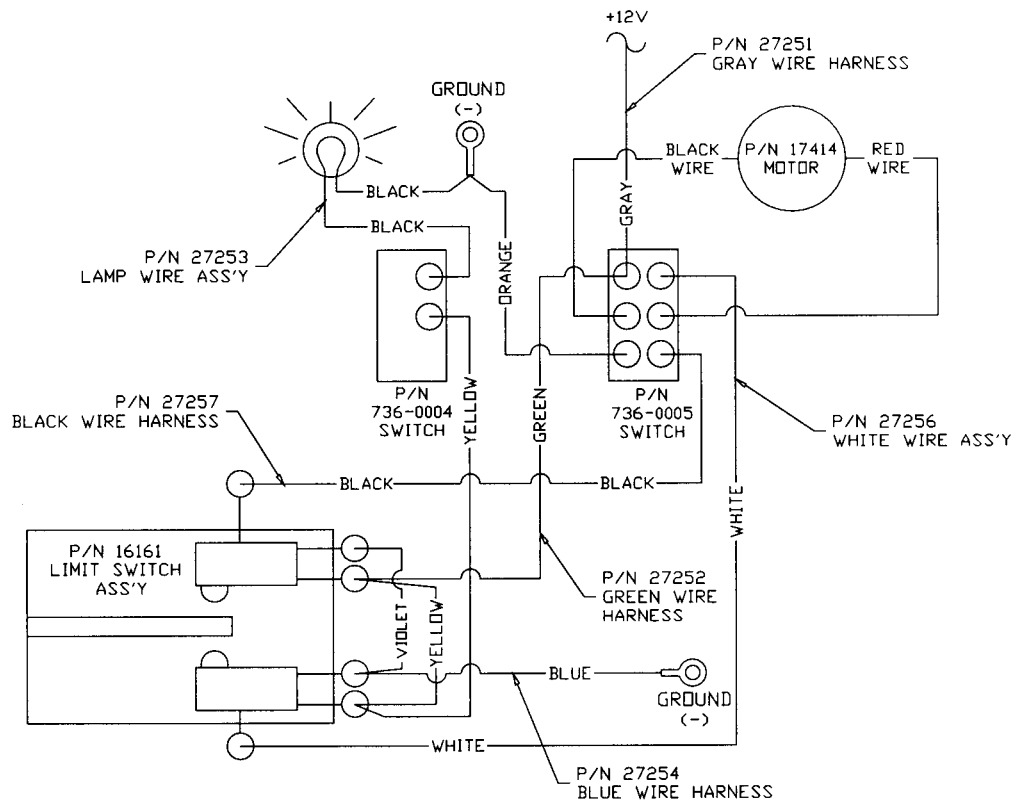 +12V
P/N 27251
GRAY WIRE HARNESS
GROUND
(-)
BLACK
WIRE
P/N 17414
MOTOR
RED
WIRE
BLACK
GRAY
BLACK
P/N 27253
LAMP WIRE ASS'Y
ORANGE
P/N
736-0004
SWITCH
YELLOW
GREEN
P/N
736-0005
SWITCH
P/N 27257
BLACK WIRE HARNESS
P/N 27256
WHITE WIRE ASS'Y
BLACK
BLACK
WHITE
P/N 16161
LIMIT SWITCH
ASS'Y
VIOLET
YELLOW
P/N 27252
GREEN WIRE
HARNESS
BLUE
GROUND
(-)
WHITE
P/N 27254
BLUE WIRE HARNESS